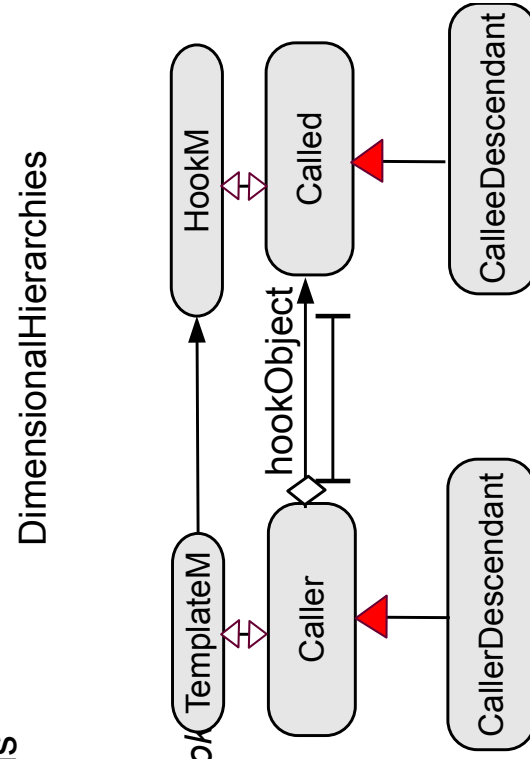 DimensionalHierarchies
TemplateM
HookM
Caller
hookObject
Called
CallerDescendant
CalleeDescendant